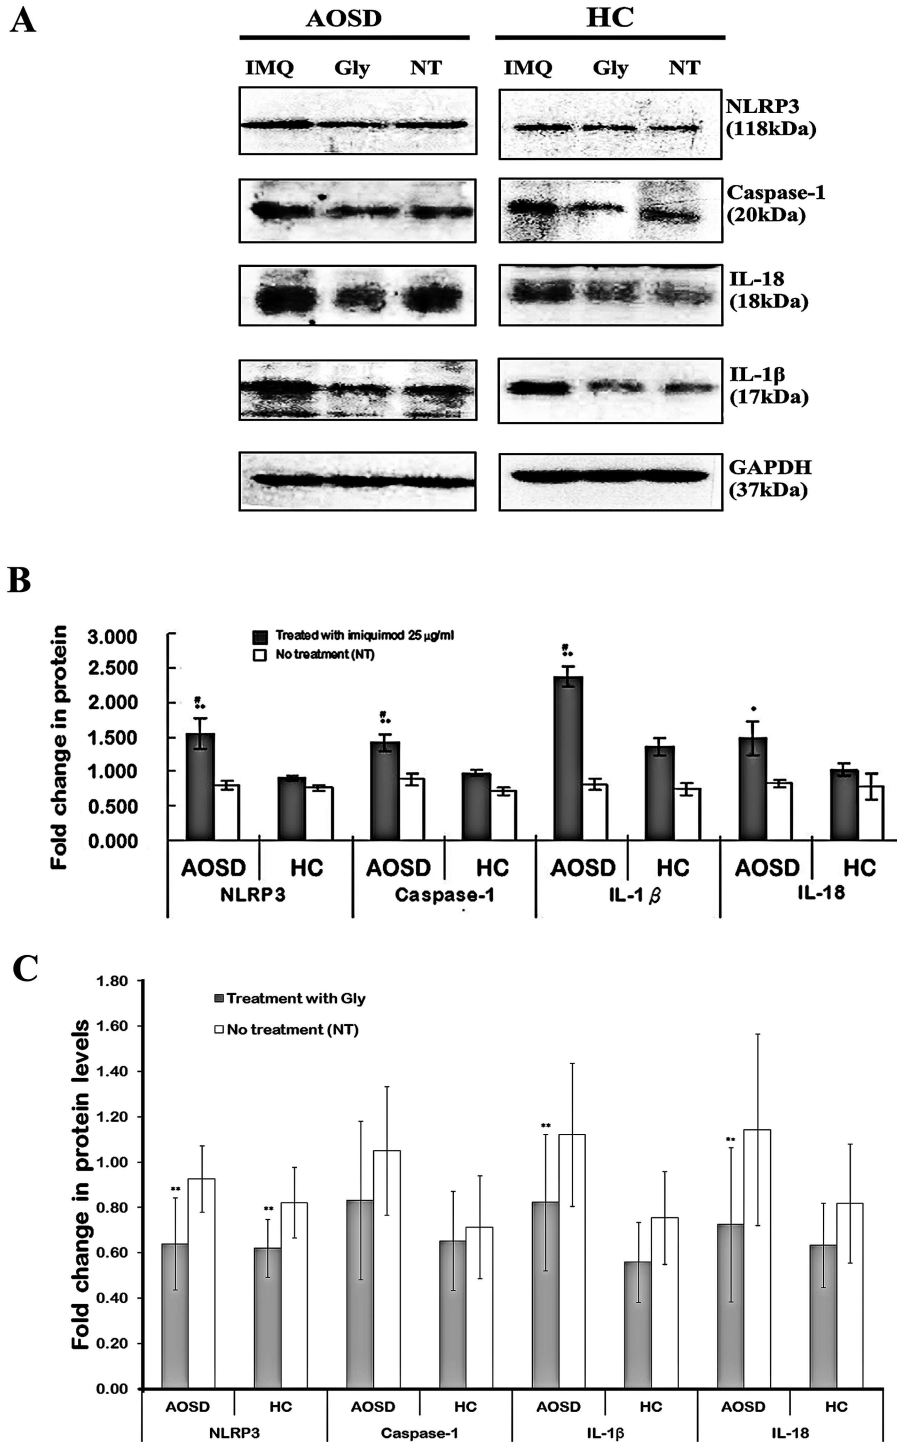 A
AOSD HC
IMQ Gly NT IMQ Gly NT
NLRP3
(118kDa)
Caspase-1
(20kDa)
IL-18
(18kDa)
IL-1β
(17kDa)
GAPDH
(37kDa)
B
Fold change in protein
3.000
2.500
2.000
1.500
1.000
0.500
0.000
Treated with imiquimod 25 μg/ml
No treatment (NT)
#
**
#
**
#
**
*
AOSD HC AOSD HC AOSD HC AOSD HC
NLRP3 Caspase-1 IL-1 β IL-18
C
Fold change in protein levels
1.80
1.60
1.40
1.20
1.00
0.80
0.60
0.40
0.20
0.00
Treatment with Gly
No treatment (NT)
**
**
**
**
AOSD HC AOSD HC AOSD HC AOSD HC
NLRP3 Caspase-1 IL-1β IL-18